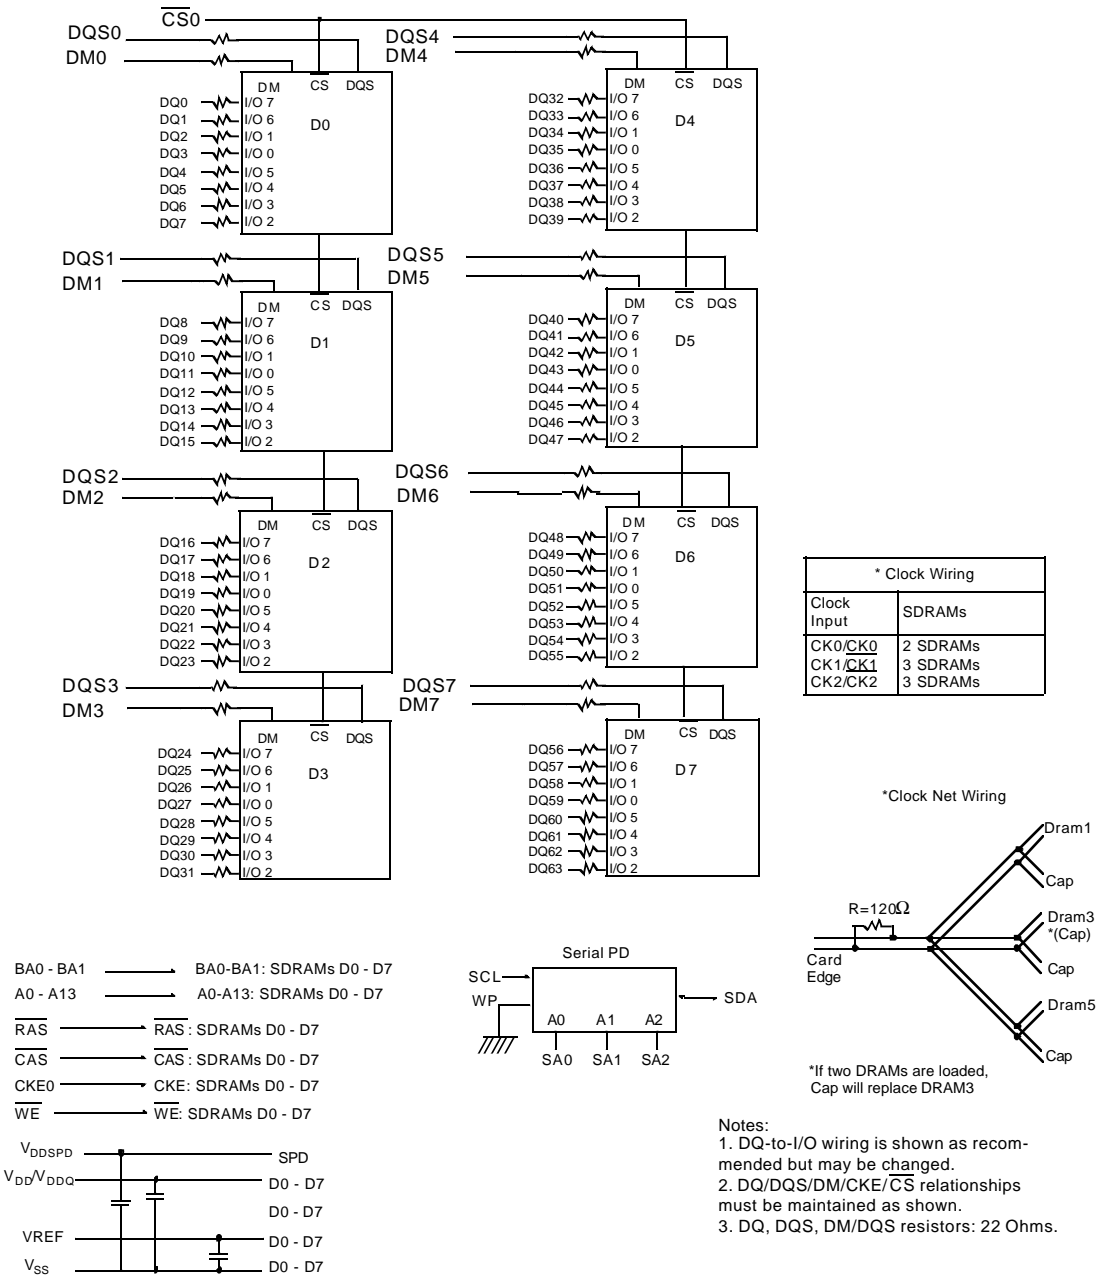 CS0
DQS0
DM0
DM CS DQS
D0
DQ0 I/O 7
DQ1 I/O 6
DQ2 I/O 1
DQ3 I/O 0
DQ4 I/O 5
DQ5 I/O 4
DQ6 I/O 3
DQ7 I/O 2
DQS4
DM4
DM CS DQS
D4
DQ32 I/O 7
DQ33 I/O 6
DQ34 I/O 1
DQ35 I/O 0
DQ36 I/O 5
DQ37 I/O 4
DQ38 I/O 3
DQ39 I/O 2
DQS1
DM1
DM CS DQS
D1
DQ8 I/O 7
DQ9 I/O 6
DQ10 I/O 1
DQ11 I/O 0
DQ12 I/O 5
DQ13 I/O 4
DQ14 I/O 3
DQ15 I/O 2
DQS5
DM5
DM CS DQS
D5
DQ40 I/O 7
DQ41 I/O 6
DQ42 I/O 1
DQ43 I/O 0
DQ44 I/O 5
DQ45 I/O 4
DQ46 I/O 3
DQ47 I/O 2
DQS2
DM2
DM CS DQS
D2
DQ16 I/O 7
DQ17 I/O 6
DQ18 I/O 1
DQ19 I/O 0
DQ20 I/O 5
DQ21 I/O 4
DQ22 I/O 3
DQ23 I/O 2
DQS6
DM6
DM CS DQS
D6
DQ48 I/O 7
DQ49 I/O 6
DQ50 I/O 1
DQ51 I/O 0
DQ52 I/O 5
DQ53 I/O 4
DQ54 I/O 3
DQ55 I/O 2
DQS3
DM3
DM CS DQS
D3
DQ24 I/O 7
DQ25 I/O 6
DQ26 I/O 1
DQ27 I/O 0
DQ28 I/O 5
DQ29 I/O 4
DQ30 I/O 3
DQ31 I/O 2
DQS7
DM7
DM CS DQS
D7
DQ56 I/O 7
DQ57 I/O 6
DQ58 I/O 1
DQ59 I/O 0
DQ60 I/O 5
DQ61 I/O 4
DQ62 I/O 3
DQ63 I/O 2
* Clock Wiring
Clock
Input
SDRAMs
CK0/CK0 2 SDRAMs
CK1/CK1 3 SDRAMs
CK2/CK2 3 SDRAMs
*Clock Net Wiring
Dram1
Cap
R=120Ω
Dram3
*(Cap)
Card
Edge
Cap
Dram5
Cap
*If two DRAMs are loaded,
Cap will replace DRAM3
BA0 - BA1 BA0-BA1: SDRAMs D0 - D7
A0 - A13 A0-A13: SDRAMs D0 - D7
RAS RAS: SDRAMs D0 - D7
CAS CAS: SDRAMs D0 - D7
CKE0 CKE: SDRAMs D0 - D7
WE WE: SDRAMs D0 - D7
Serial PD
SCL
WP
SDA
A0 A1 A2
SA0 SA1 SA2
VDDSPD SPD
VDD/VDDQ D0 - D7
D0 - D7
VREF D0 - D7
VSS D0 - D7
Notes:
1. DQ-to-I/O wiring is shown as recom-
mended but may be changed.
2. DQ/DQS/DM/CKE/CS relationships
must be maintained as shown.
3. DQ, DQS, DM/DQS resistors: 22 Ohms.